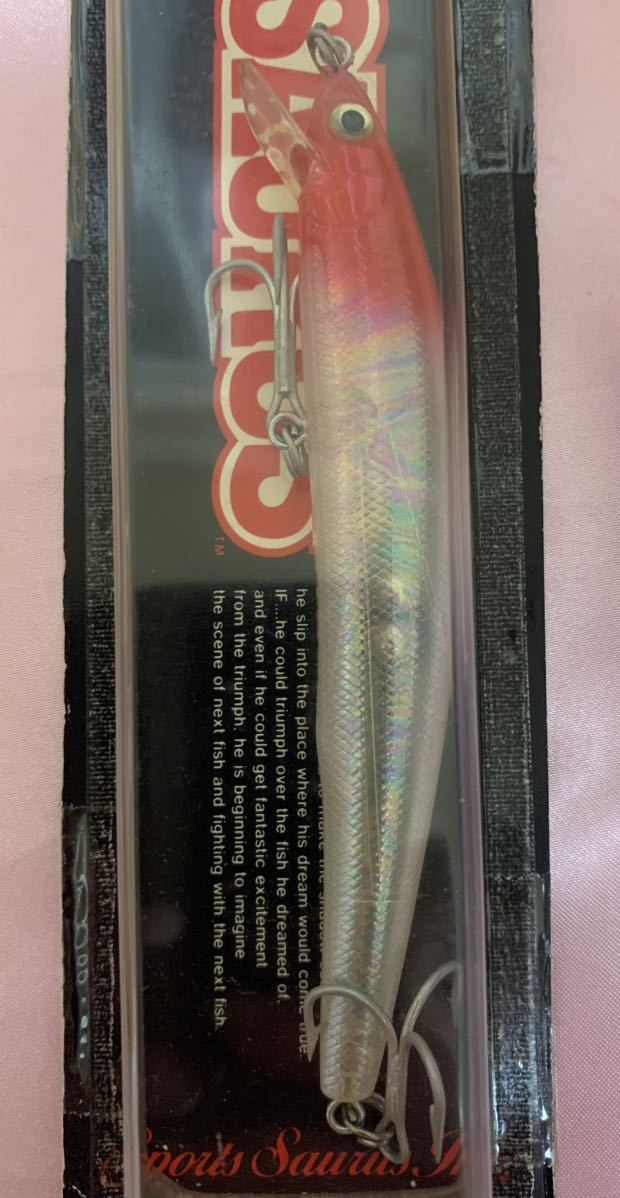 SAURUS
TM
he slip into the place where his dream would come true.
IF....he could triumph over the fish he dreamed of
and even if he could get fantastic excitement
from the triumph, he is beginning to imagine
the scene of next fish and fighting with the next fish.
Sports Saurus